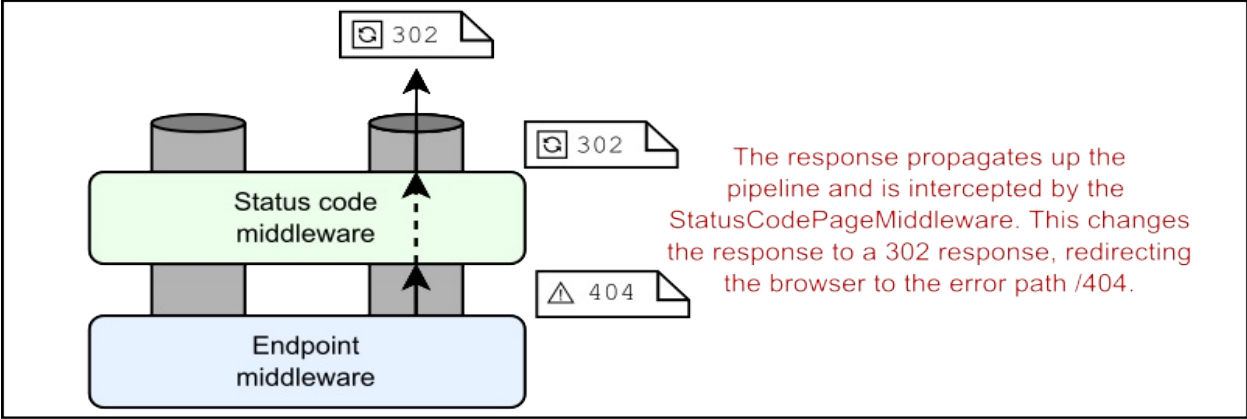 302
302
The response propagates up the
pipeline and is intercepted by the
StatusCodePageMiddleware. This changes
the response to a 302 response, redirecting
the browser to the error path /404.
Status code
middleware
404
Endpoint
middleware